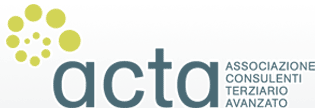 acta
ASSOCIAZIONE
CONSULENTI
TERZIARIO
AVANZATO